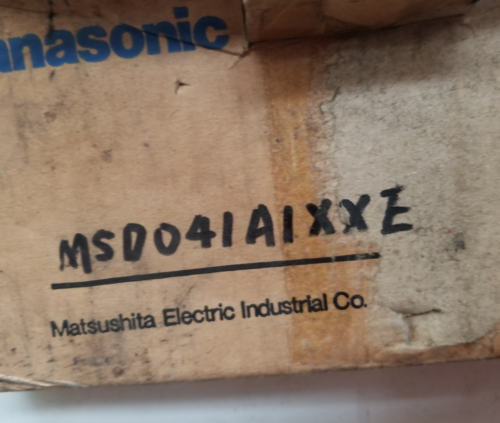 anasonic
MSD041A1XXE
Matsushita Electric Industrial Co.